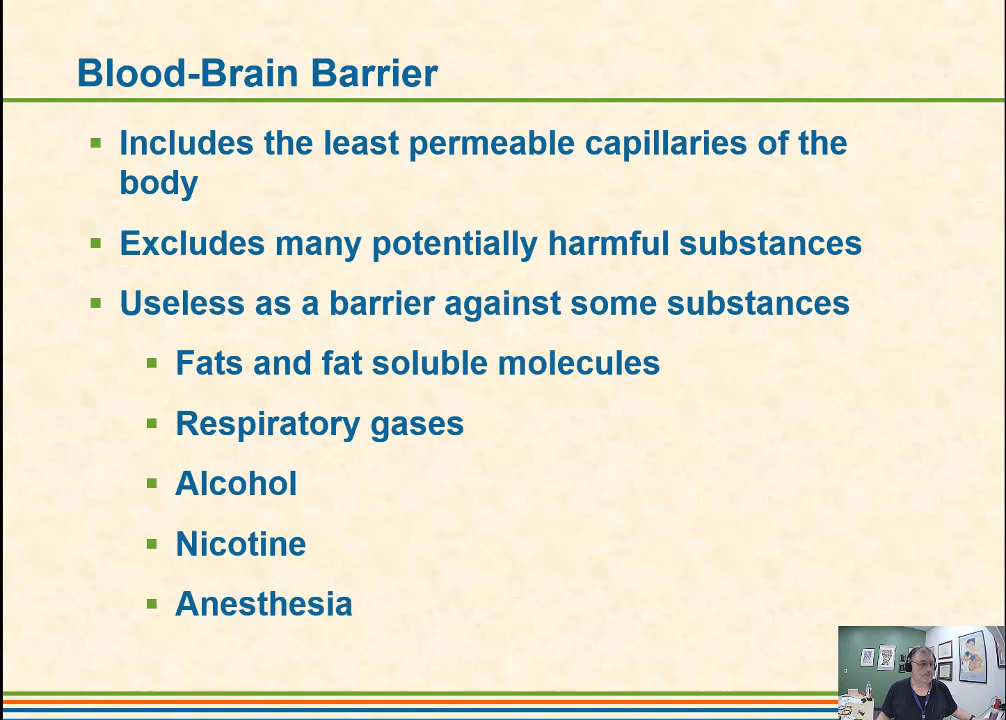 Blood-Brain Barrier
Includes the least permeable capillaries of the
body
Excludes many potentially harmful substances
Useless as a barrier against some substances
Fats and fat soluble molecules
Respiratory gases
Alcohol
Nicotine
Anesthesia